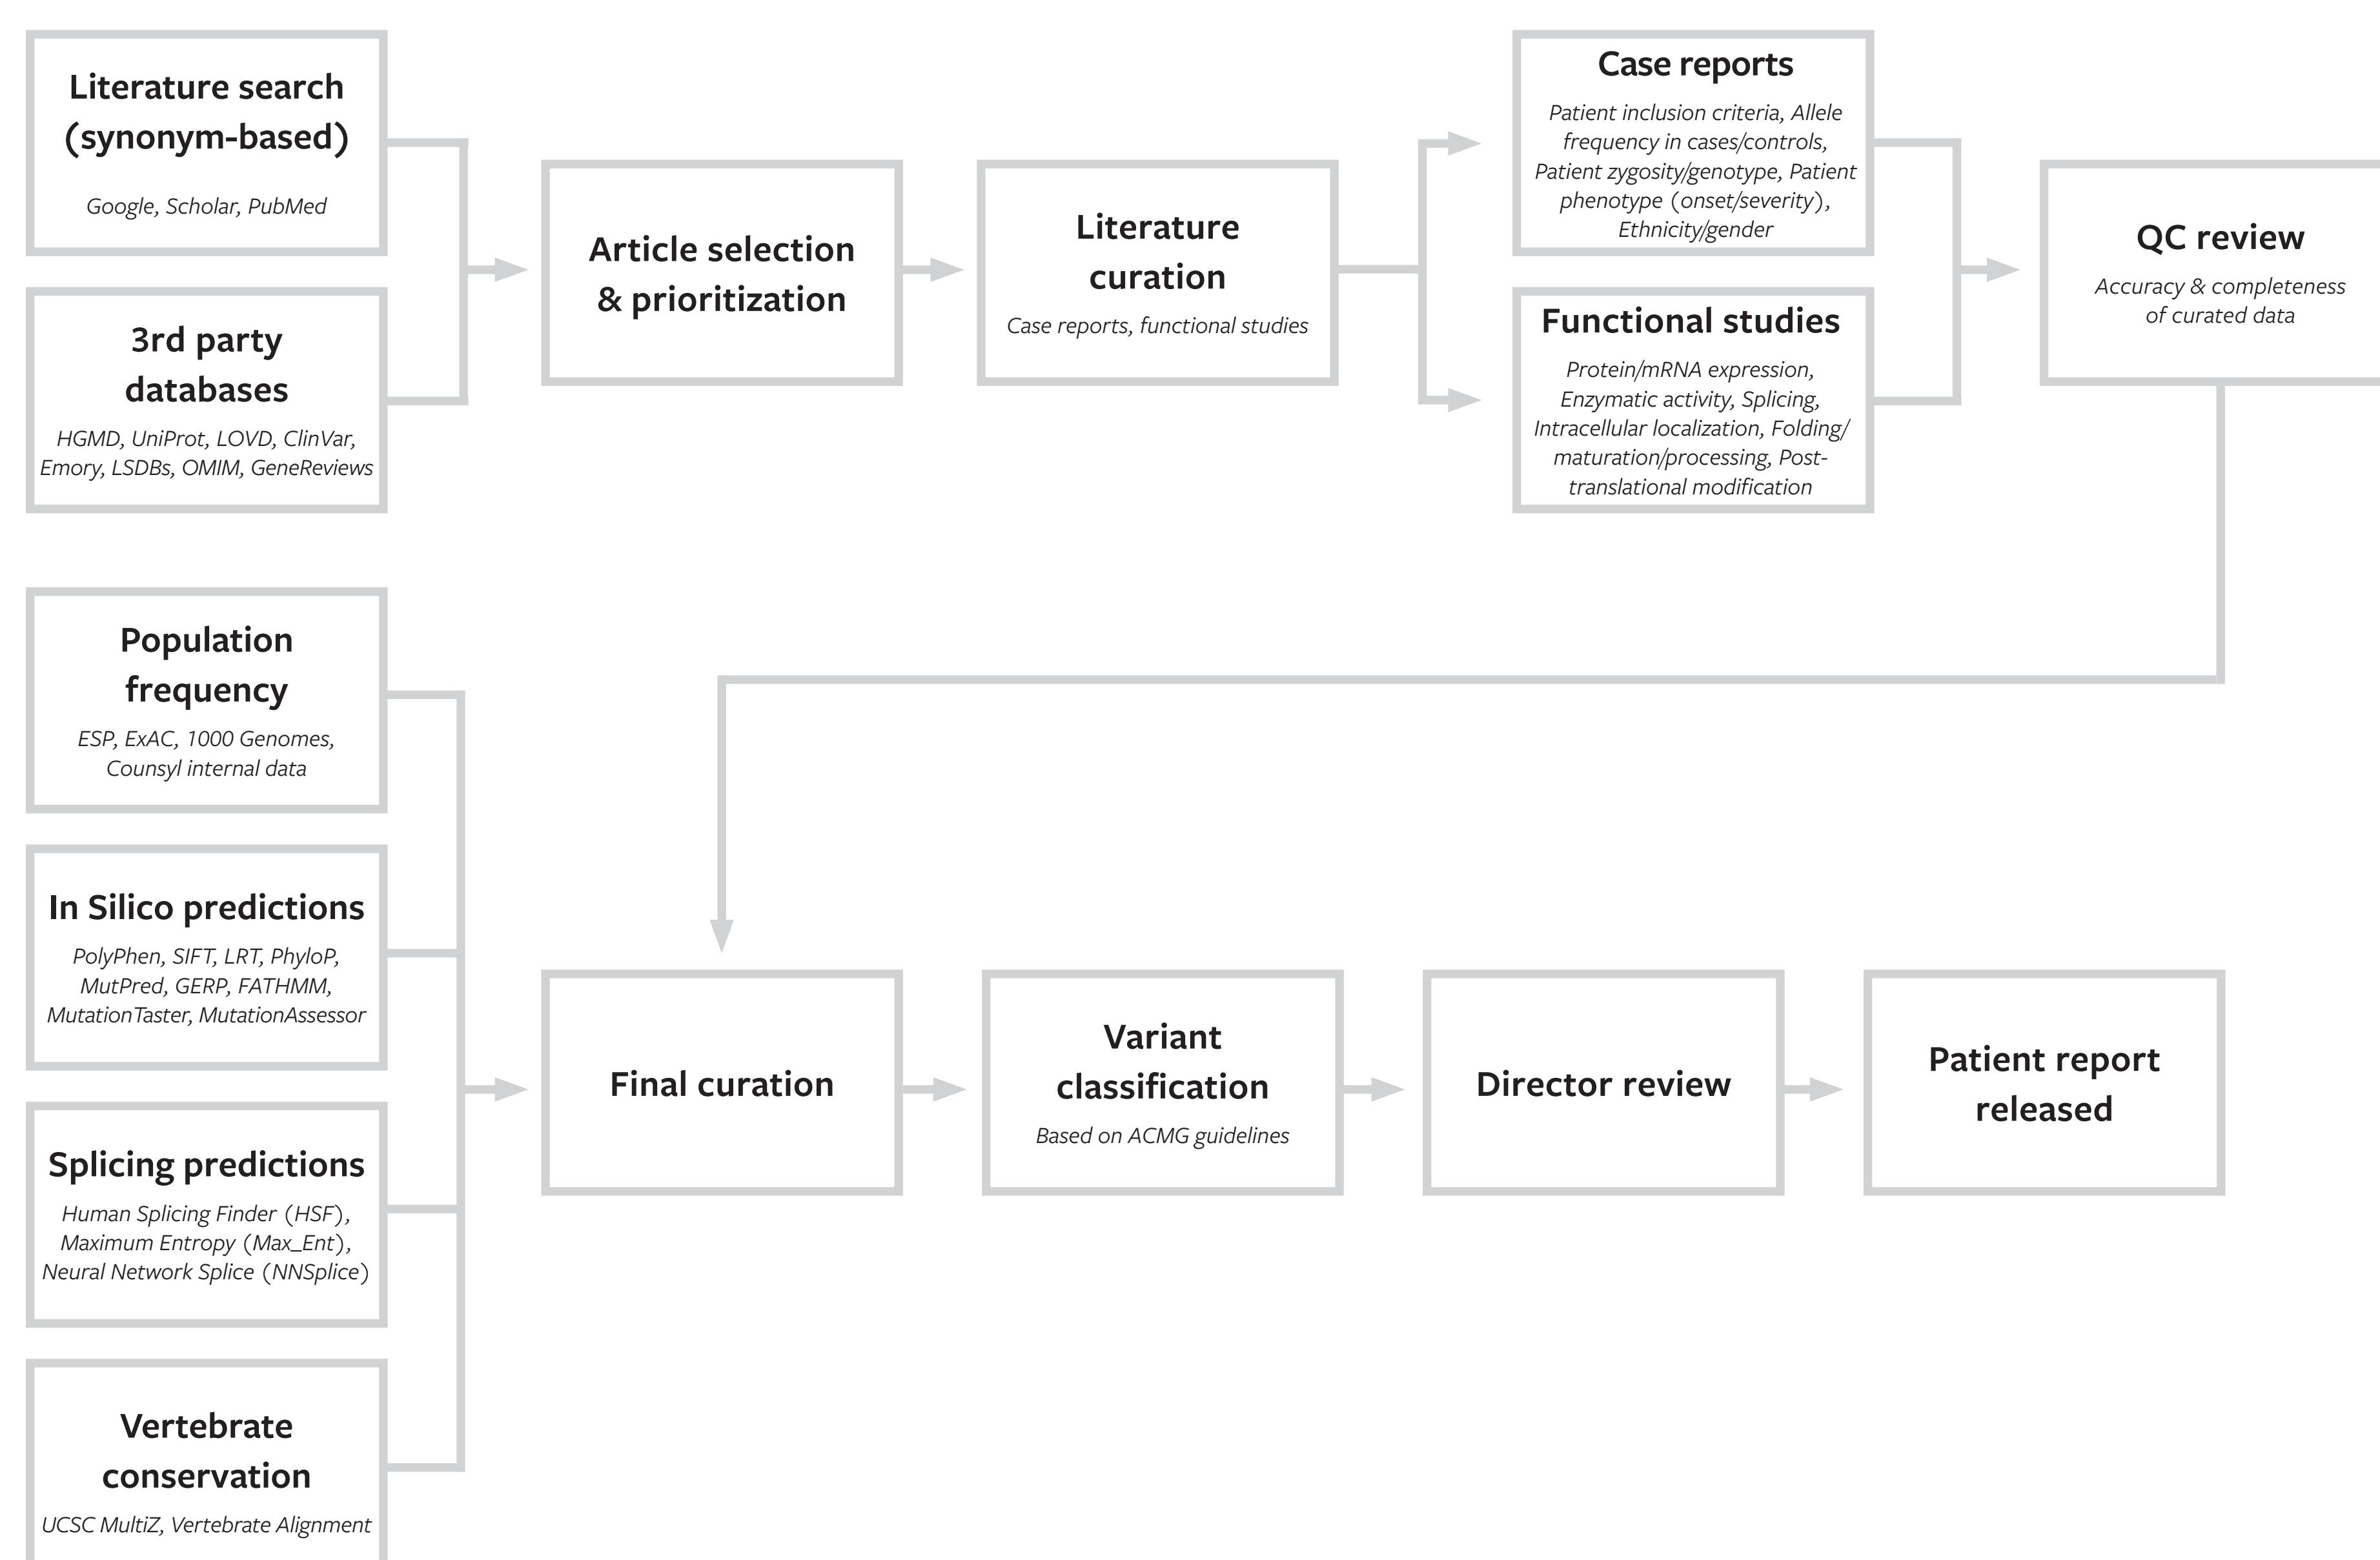 Literature search
(synonym-based)
Google, Scholar, PubMed
3rd party
databases
HGMD, UniProt, LOVD, ClinVar,
Emory, LSDBs, OMIM, GeneReviews
Article selection
& prioritization
Literature
curation
Case reports, functional studies
Case reports
Patient inclusion criteria, Allele
frequency in cases/controls,
Patient zygosity/genotype, Patient
phenotype (onset/severity),
Ethnicity/gender
Functional studies
Protein/mRNA expression,
Enzymatic activity, Splicing,
Intracellular localization, Folding/
maturation/processing, Post-
translational modification
QC review
Accuracy & completeness
of curated data
Population
frequency
ESP, ExAC, 1000 Genomes,
Counsyl internal data
In Silico predictions
PolyPhen, SIFT, LRT, PhyloP,
MutPred, GERP, FATHMM,
MutationTaster, MutationAssessor
Splicing predictions
Human Splicing Finder (HSF),
Maximum Entropy (Max_Ent),
Neural Network Splice (NNSplice)
Vertebrate
conservation
UCSC MultiZ, Vertebrate Alignment
Final curation
Variant
classification
Based on ACMG guidelines
Director review
Patient report
released